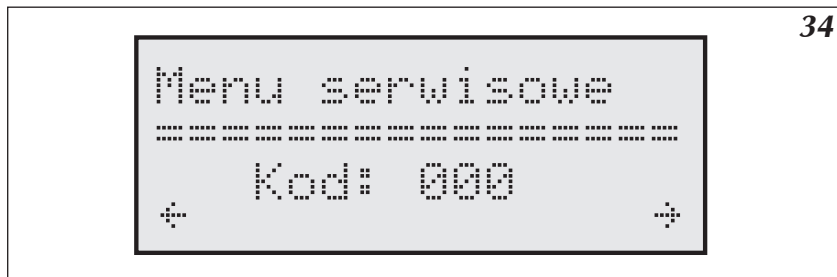 34
Menu serwisowe
================
Kod: 000
← →